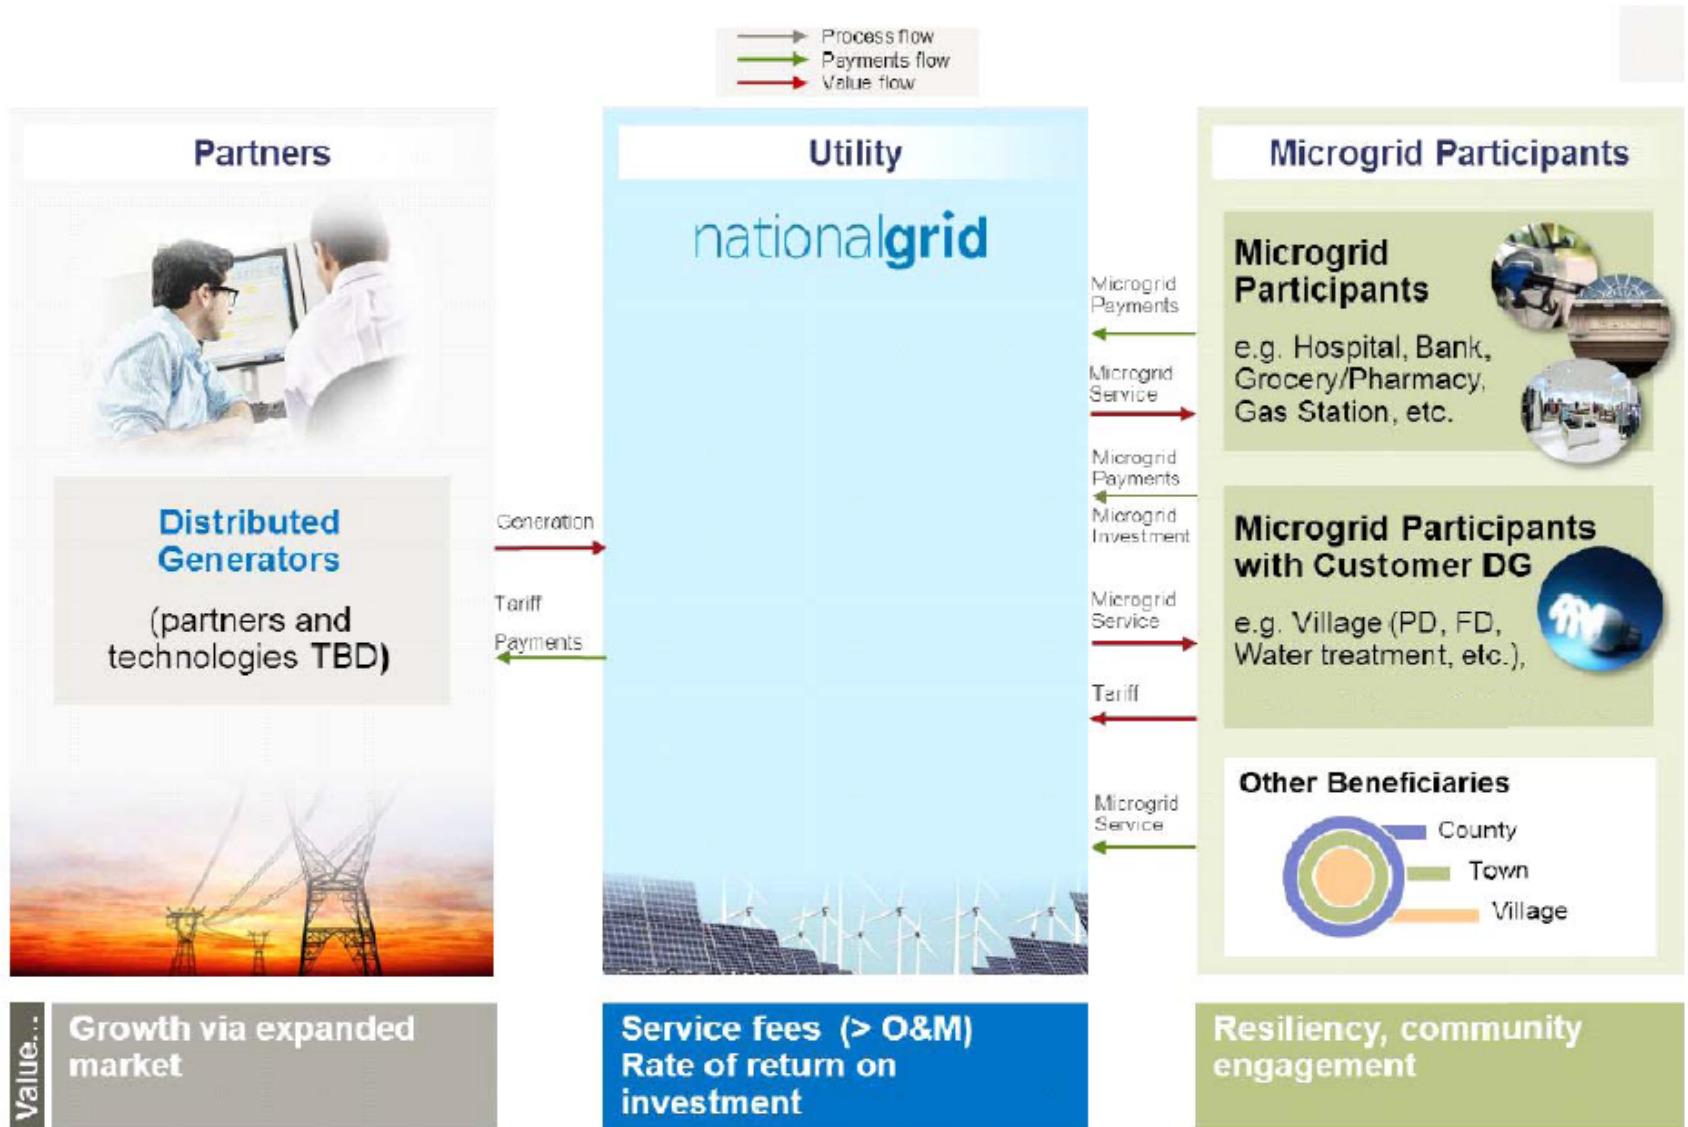 Process flow
Payments flow
Value flow
Partners
Distributed
Generators
(partners and
technologies TBD)
Generation
Tariff
Payments
Utility
nationalgrid
Microgrid
Payments
Microgrid
Service
Microgrid
Payments
Microgrid
Investment
Microgrid
Service
Tariff
Microgrid
Service
Microgrid Participants
Microgrid
Participants
e.g. Hospital, Bank,
Grocery/Pharmacy,
Gas Station, etc.
Microgrid Participants
with Customer DG
e.g. Village (PD, FD,
Water treatment, etc.),
Other Beneficiaries
County
Town
Village
Value...
Growth via expanded
market
Service fees (> O&M)
Rate of return on
investment
Resiliency, community
engagement